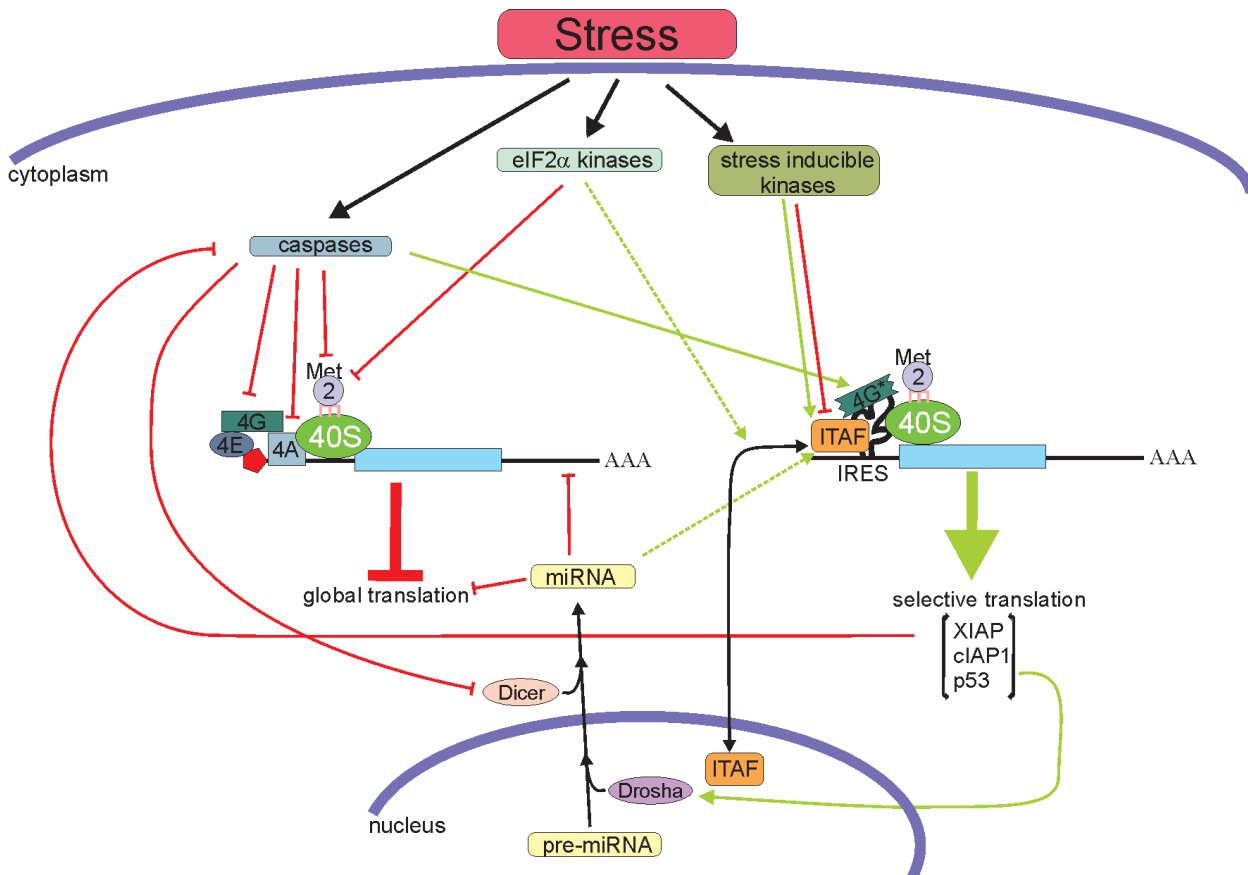 Stress
cytoplasm
eIF2α kinases
stress inducible
kinases
caspases
Met
2
4G
4E
4A
40S
AAA
Met
2
4G*
ITAF
40S
IRES
AAA
miRNA
global translation
selective translation
XIAP
cIAP1
p53
Dicer
ITAF
Drosha
nucleus
pre-miRNA